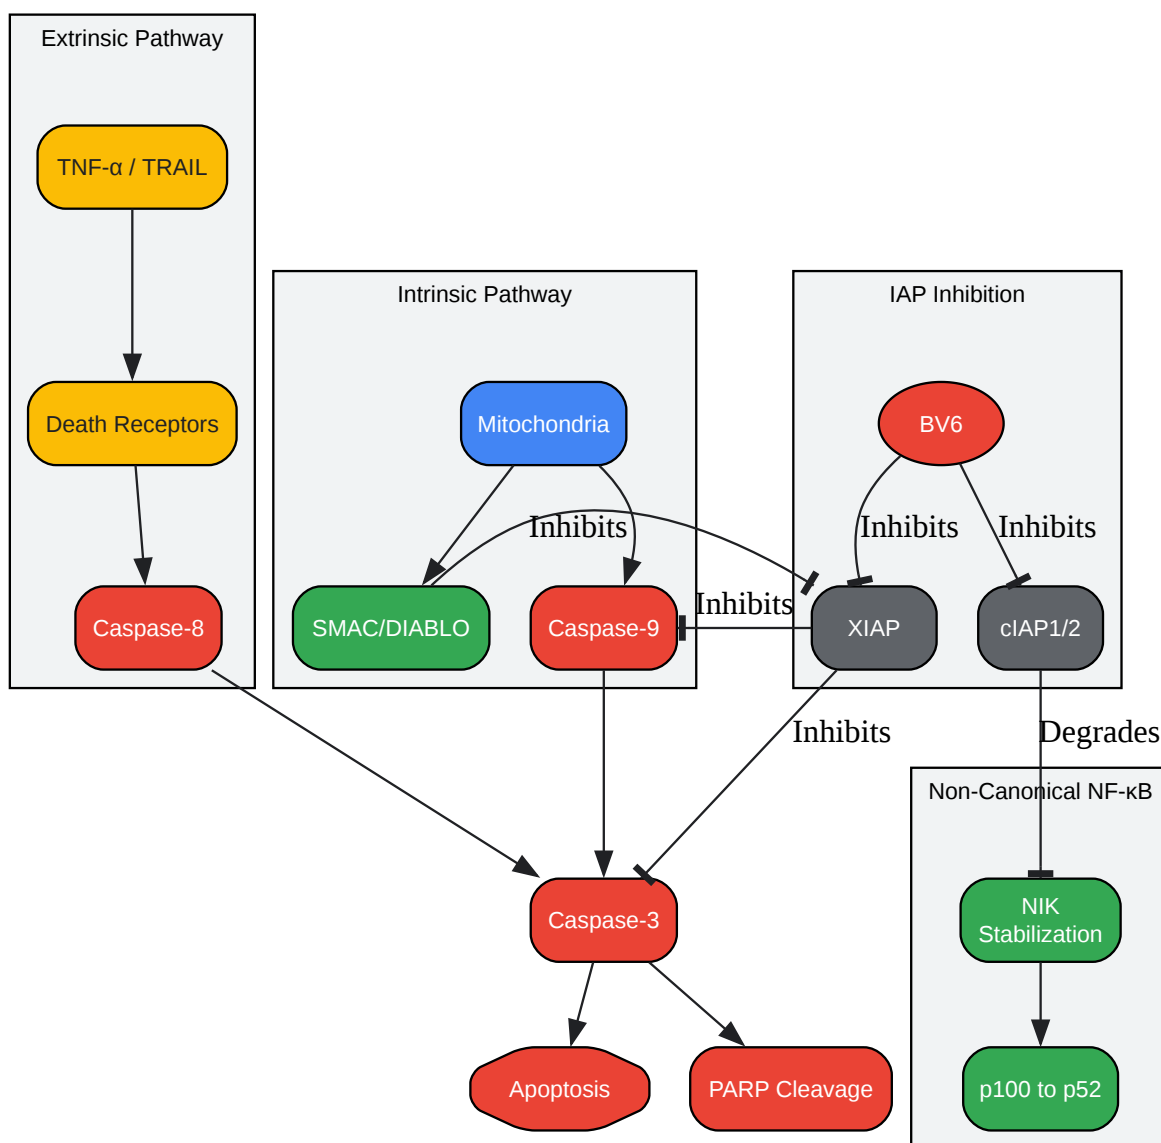 Extrinsic Pathway
TNF-α / TRAIL
Death Receptors
Caspase-8
Intrinsic Pathway
Mitochondria
Inhibits
SMAC/DIABLO
Caspase-9
Inhibits
IAP Inhibition
BV6
Inhibits
Inhibits
XIAP
cIAP1/2
Inhibits
Degrades
Non-Canonical NF-κB
NIK
Stabilization
p100 to p52
Caspase-3
Apoptosis
PARP Cleavage